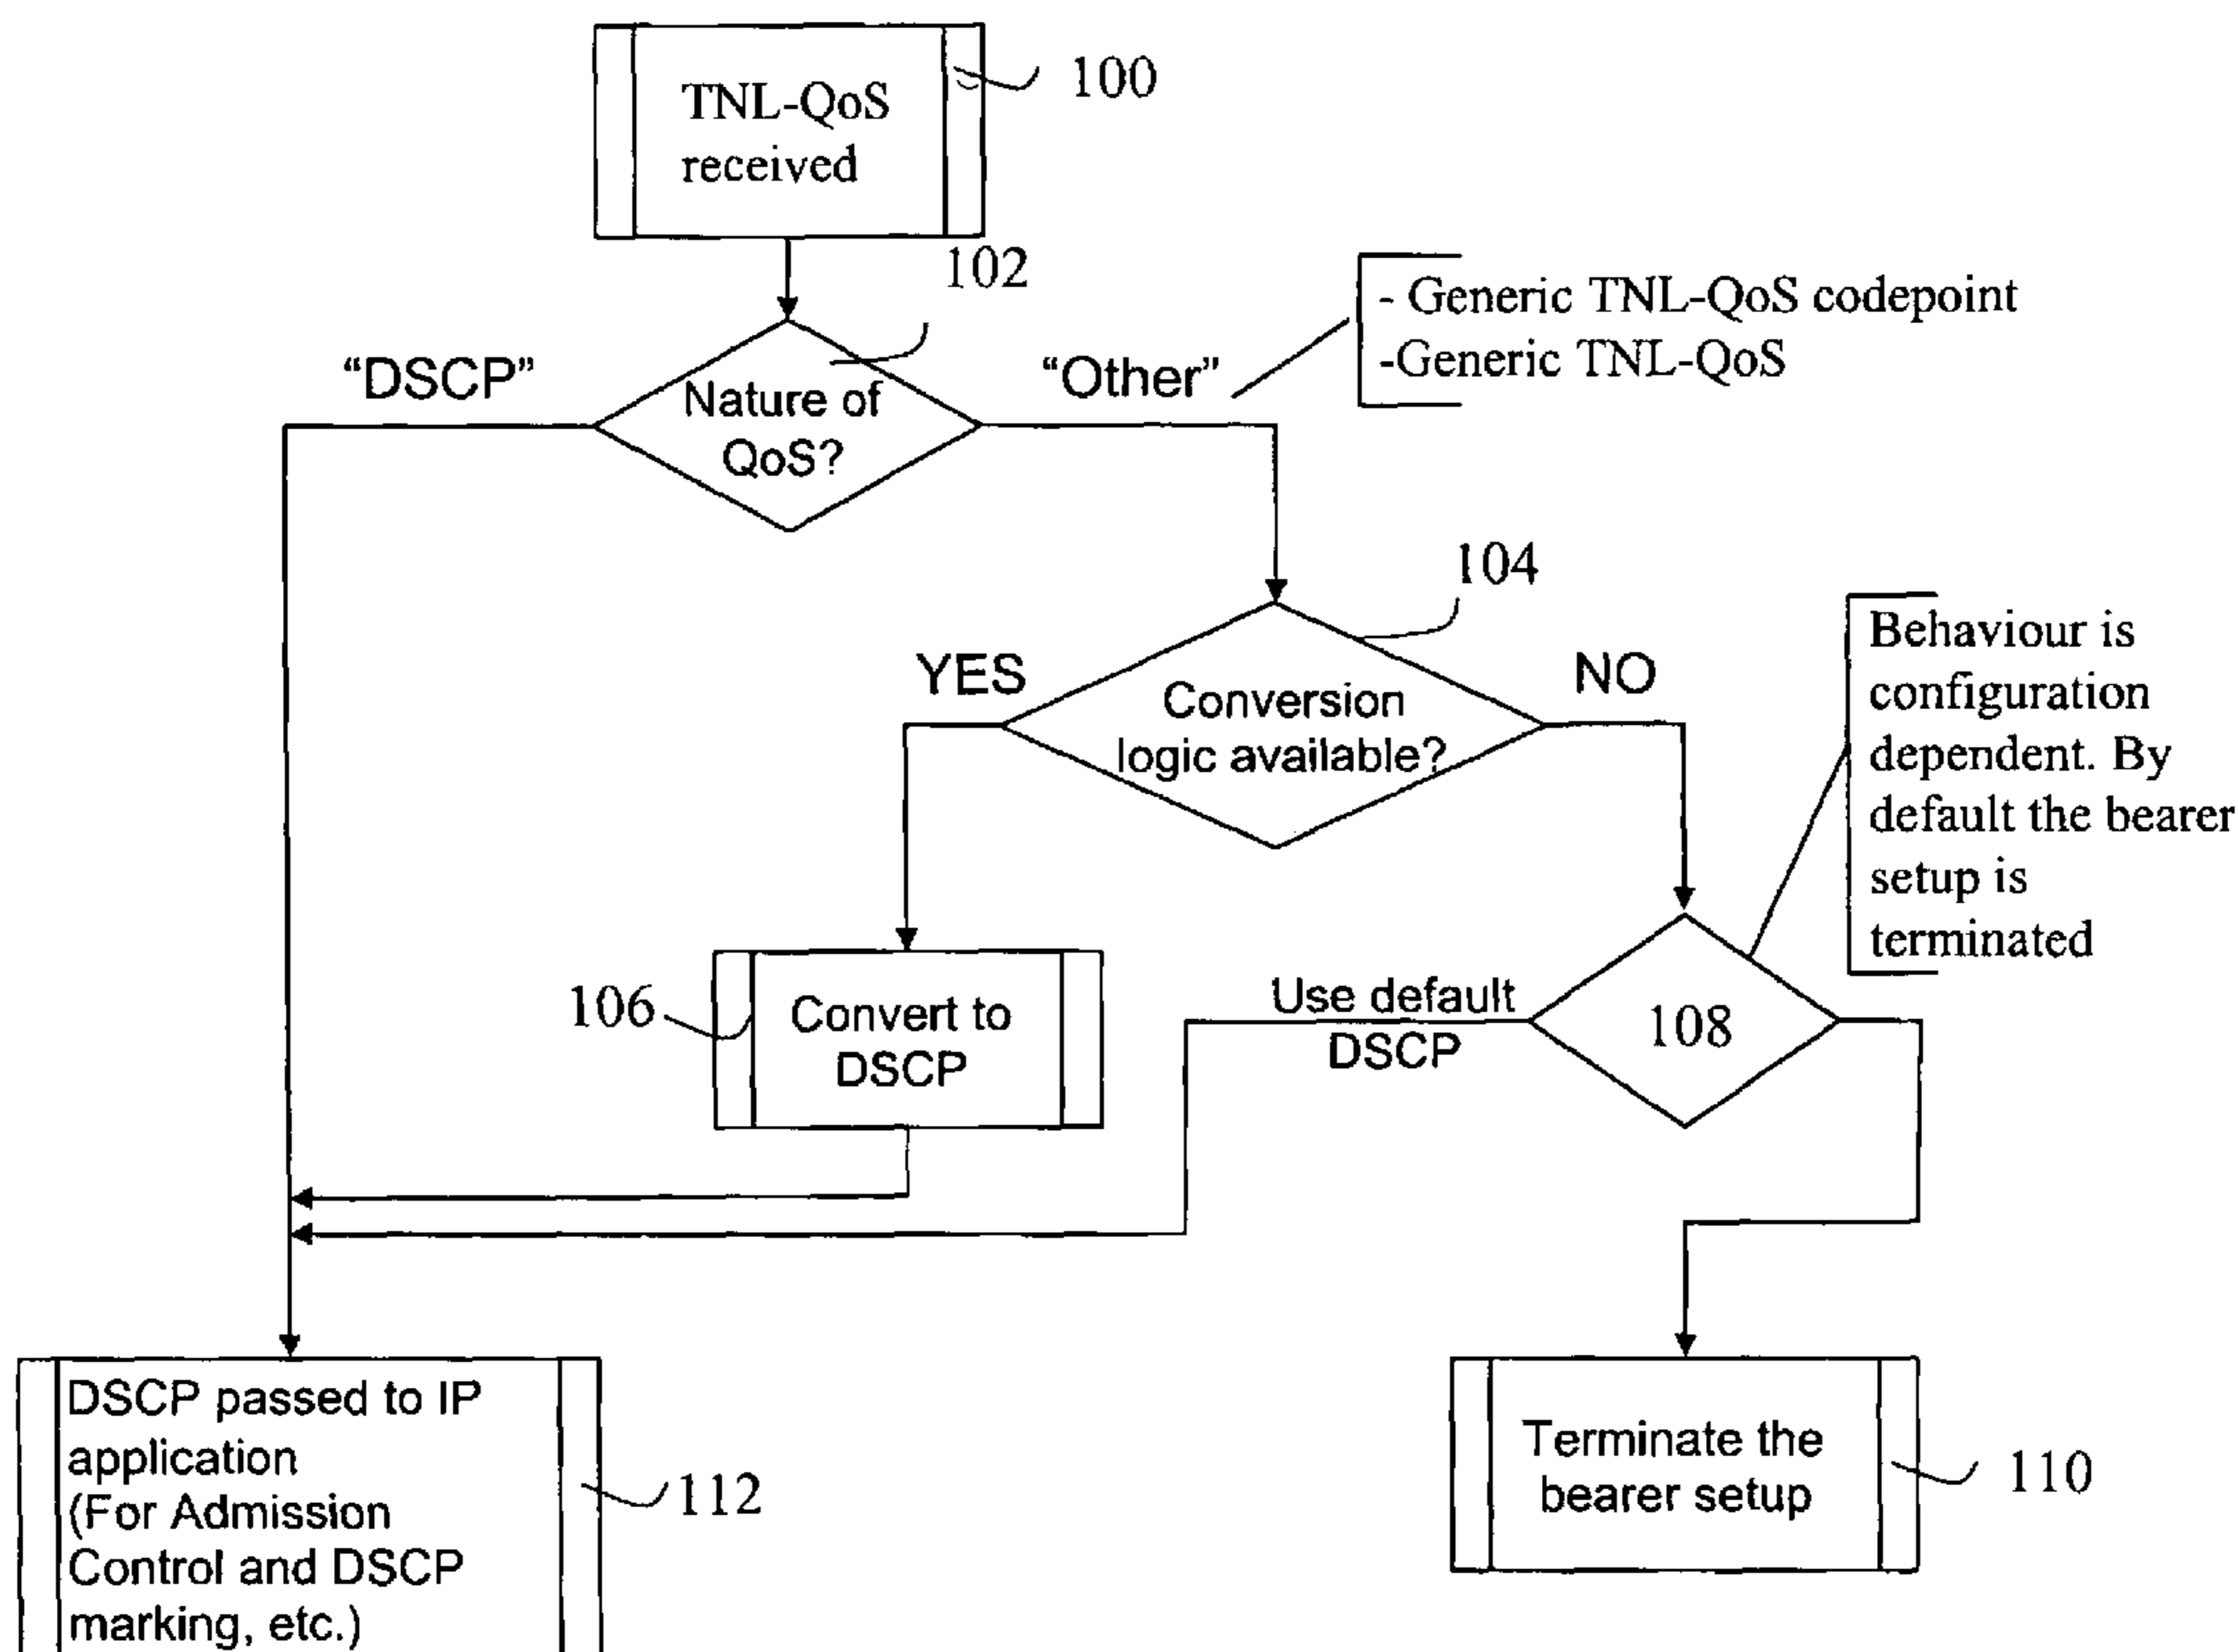 TNL-QoS
received
100
102
- Generic TNL-QoS codepoint
-Generic TNL-QoS
“DSCP”
“Other”
Nature of
QoS?
104
YES
NO
Conversion
logic available?
Behaviour is
configuration
dependent. By
default the bearer
setup is
terminated
106
Convert to
DSCP
Use default
DSCP
108
DSCP passed to IP
application
(For Admission
Control and DSCP
marking, etc.)
112
Terminate the
bearer setup
110